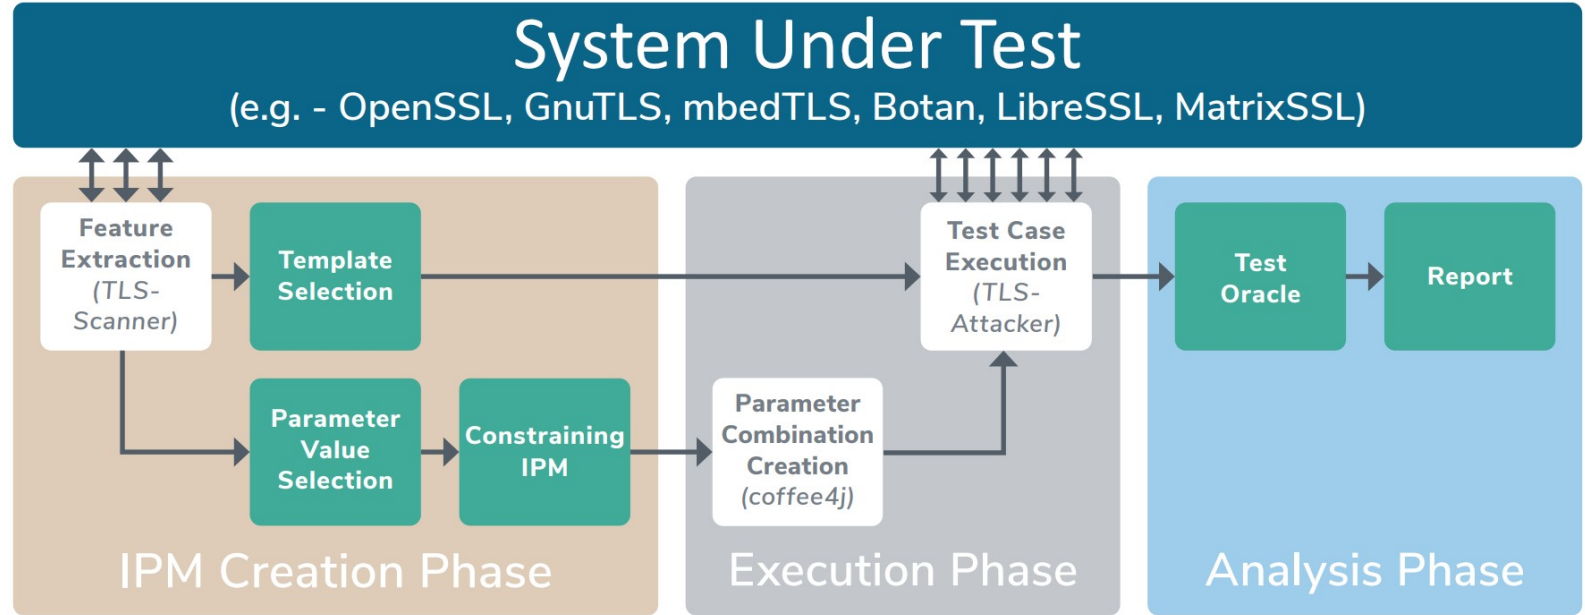 System Under Test
(e.g. - OpenSSL, GnuTLS, mbedTLS, Botan, LibreSSL, MatrixSSL)
Feature
Extraction
(TLS-
Scanner)
Template
Selection
Parameter
Value
Selection
Constraining
IPM
IPM Creation Phase
Test Case
Execution
(TLS-
Attacker)
Parameter
Combination
Creation
(coffee4j)
Execution Phase
Test
Oracle
Report
Analysis Phase